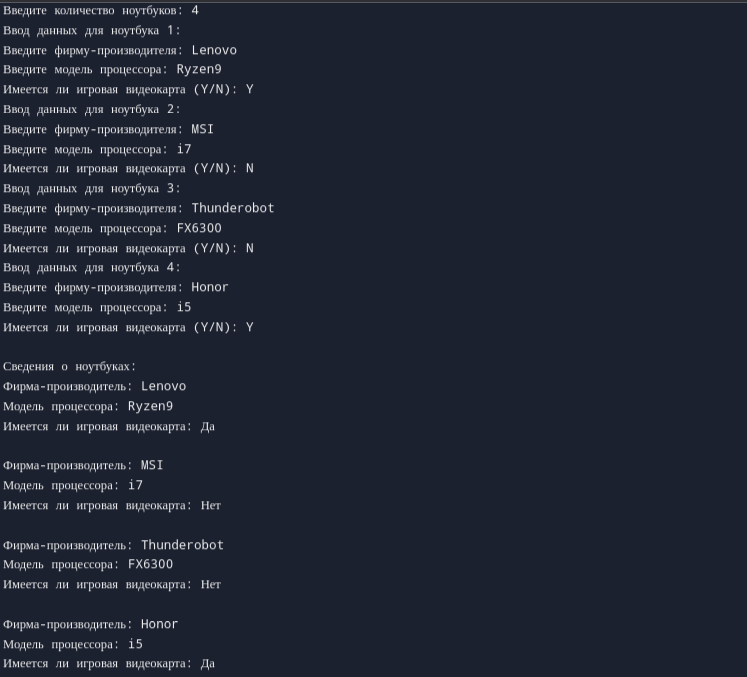 Введите количество ноутбуков: 4
Ввод данных для ноутбука 1:
Введите фирму-производителя: Lenovo
Введите модель процессора: Ryzen9
Имеется ли игровая видеокарта (Y/N): Y
Ввод данных для ноутбука 2:
Введите фирму-производителя: MSI
Введите модель процессора: i7
Имеется ли игровая видеокарта (Y/N): N
Ввод данных для ноутбука 3:
Введите фирму-производителя: Thunderobot
Введите модель процессора: FX6300
Имеется ли игровая видеокарта (Y/N): N
Ввод данных для ноутбука 4:
Введите фирму-производителя: Honor
Введите модель процессора: i5
Имеется ли игровая видеокарта (Y/N): Y
Сведения о ноутбуках:
Фирма-производитель: Lenovo
Модель процессора: Ryzen9
Имеется ли игровая видеокарта: Да
Фирма-производитель: MSI
Модель процессора: i7
Имеется ли игровая видеокарта: Нет
Фирма-производитель: Thunderobot
Модель процессора: FX6300
Имеется ли игровая видеокарта: Нет
Фирма-производитель: Honor
Модель процессора: i5
Имеется ли игровая видеокарта: Да